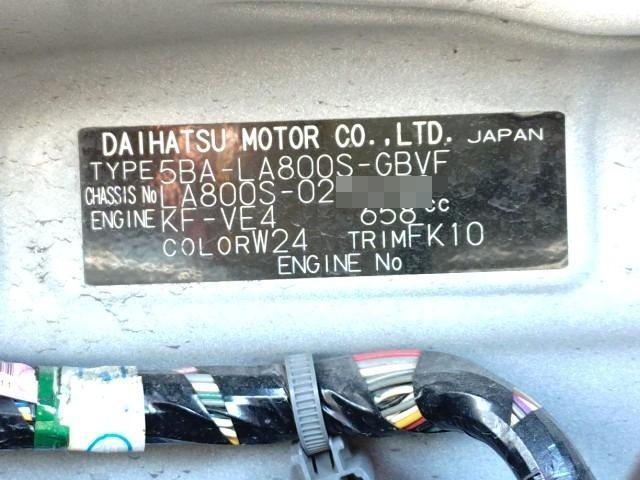 DAIHATSU MOTOR CO.,LTD. JAPAN
TYPE 5BA-LA800S-GBVF
CHASSIS No LA800S-02
ENGINE KF-VE4 658 cc
COLOR W24 TRIM FK10
ENGINE No